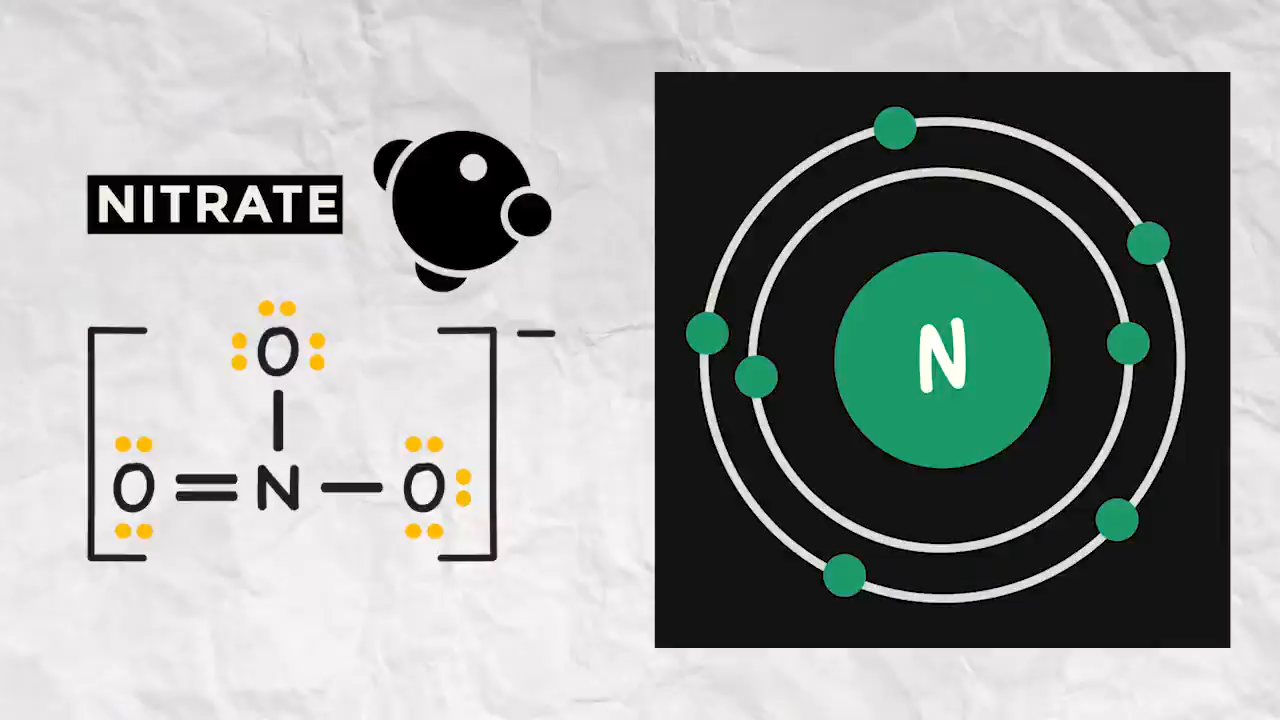 NITRATE
O
O = N — O
−
N